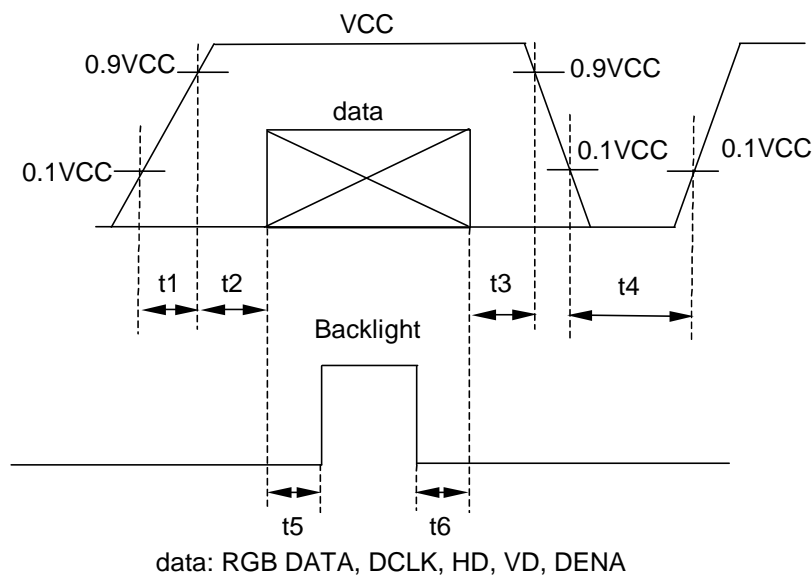 VCC
0.9VCC
0.9VCC
data
0.1VCC
0.1VCC
0.1VCC
t1
t2
t3
t4
Backlight
t5
t6
data: RGB DATA, DCLK, HD, VD, DENA